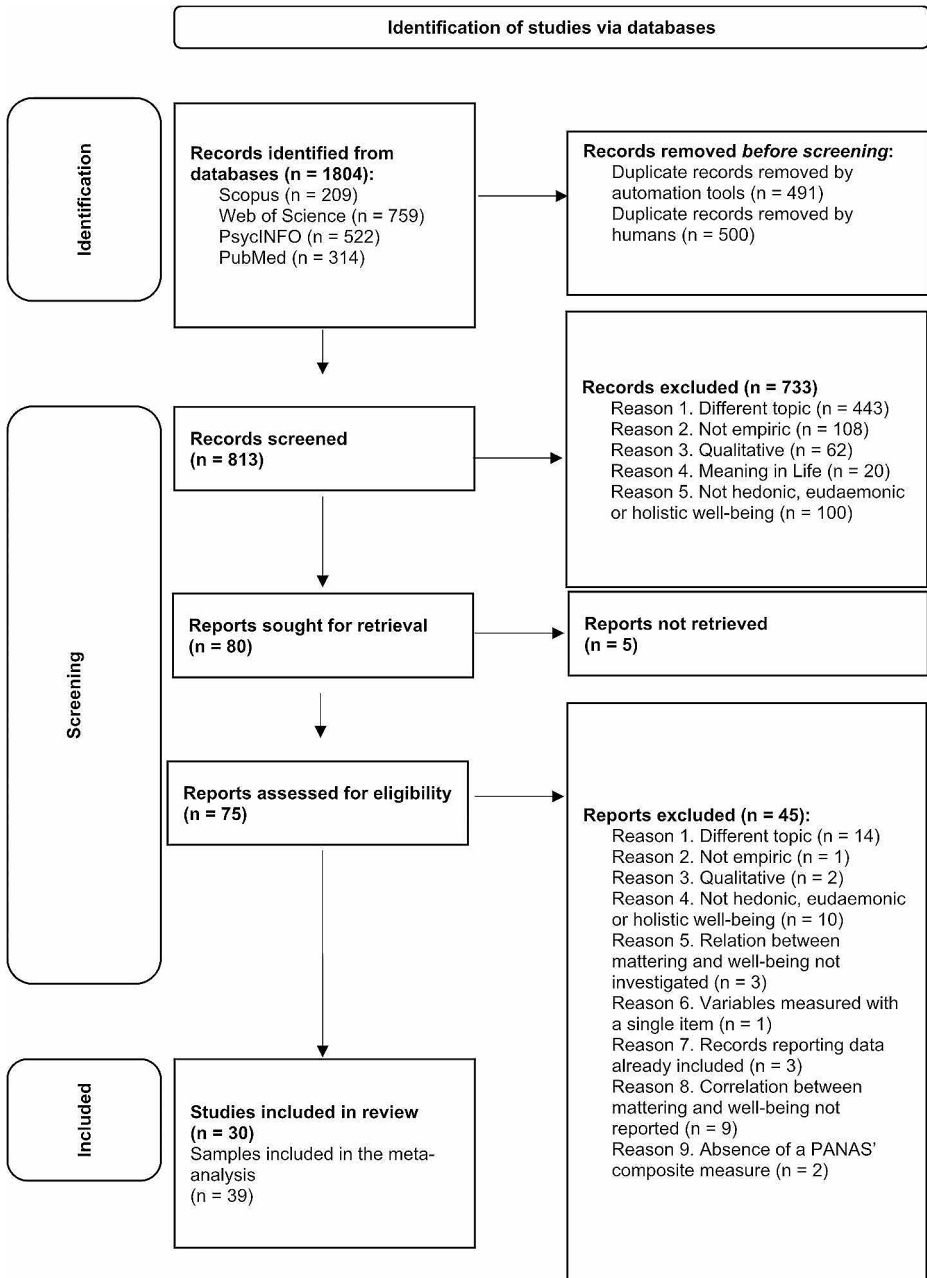 Identification of studies via databases
Identification
Records identified from
databases (n = 1804):
Scopus (n = 209)
Web of Science (n = 759)
PsycINFO (n = 522)
PubMed (n = 314)
Records removed before screening:
Duplicate records removed by
automation tools (n = 491)
Duplicate records removed by
humans (n = 500)
Screening
Records screened
(n = 813)
Records excluded (n = 733)
Reason 1. Different topic (n = 443)
Reason 2. Not empiric (n = 108)
Reason 3. Qualitative (n = 62)
Reason 4. Meaning in Life (n = 20)
Reason 5. Not hedonic, eudaemonic
or holistic well-being (n = 100)
Reports sought for retrieval
(n = 80)
Reports not retrieved
(n = 5)
Reports assessed for eligibility
(n = 75)
Reports excluded (n = 45):
Reason 1. Different topic (n = 14)
Reason 2. Not empiric (n = 1)
Reason 3. Qualitative (n = 2)
Reason 4. Not hedonic, eudaemonic
or holistic well-being (n = 10)
Reason 5. Relation between
mattering and well-being not
investigated (n = 3)
Reason 6. Variables measured with
a single item (n = 1)
Reason 7. Records reporting data
already included (n = 3)
Reason 8. Correlation between
mattering and well-being not
reported (n = 9)
Reason 9. Absence of a PANAS'
composite measure (n = 2)
Included
Studies included in review
(n = 30)
Samples included in the meta-
analysis
(n = 39)